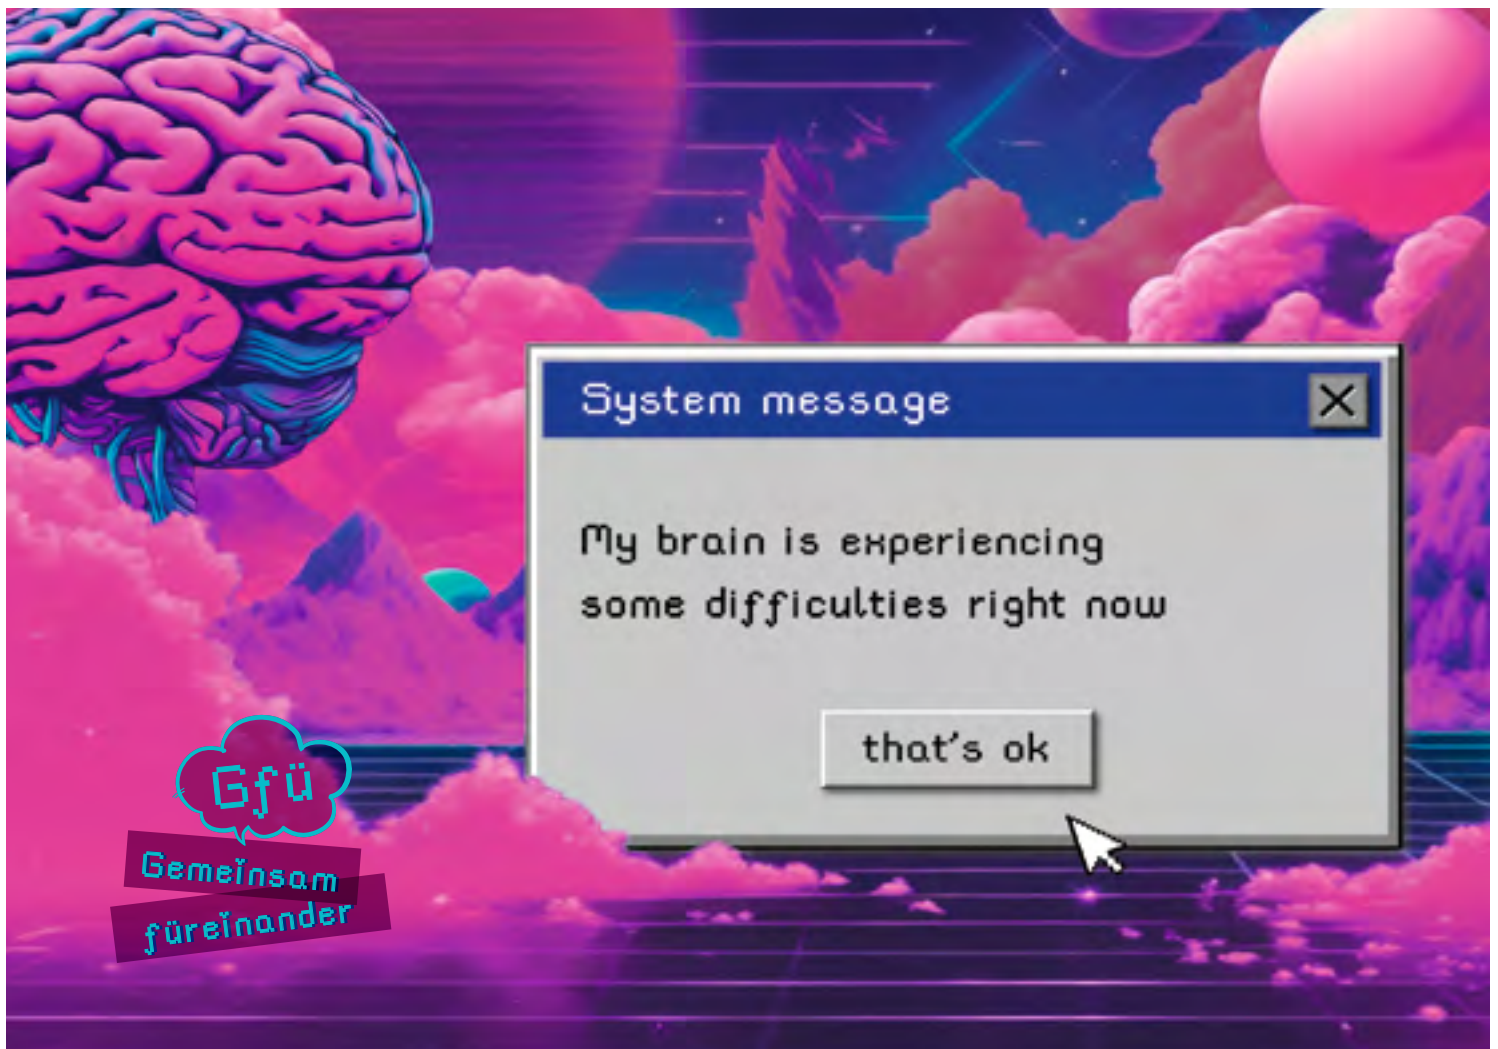 System message
My brain is experiencing
some difficulties right now
that's ok
Gfü
Gemeinsam
füreinander